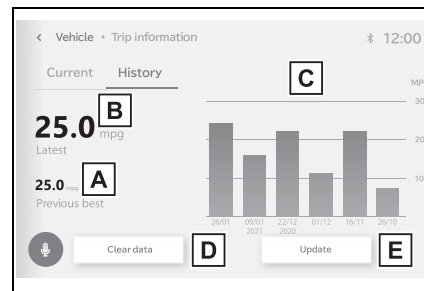 < Vehicle • Trip information
12:00
Current
History
C
B
25.0 mpg
Latest
A
25.0 mpg
Previous best
MP
30
20
10
26/01 09/01 22/12 01/12 16/11 26/10
2021 2020
Clear data
D
Update
E